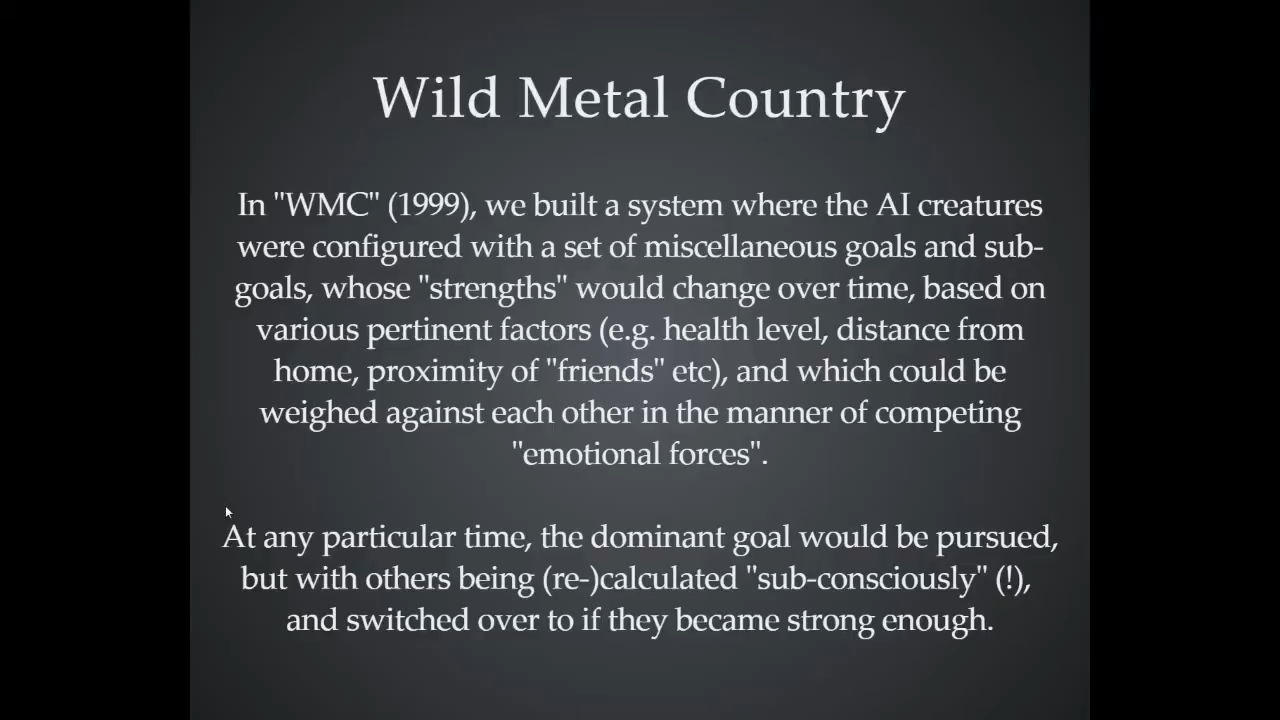 Wild Metal Country
In "WMC" (1999), we built a system where the AI creatures
were configured with a set of miscellaneous goals and sub-
goals, whose "strengths" would change over time, based on
various pertinent factors (e.g. health level, distance from
home, proximity of "friends" etc), and which could be
weighed against each other in the manner of competing
"emotional forces".
At any particular time, the dominant goal would be pursued,
but with others being (re-)calculated "sub-consciously" (!),
and switched over to if they became strong enough.